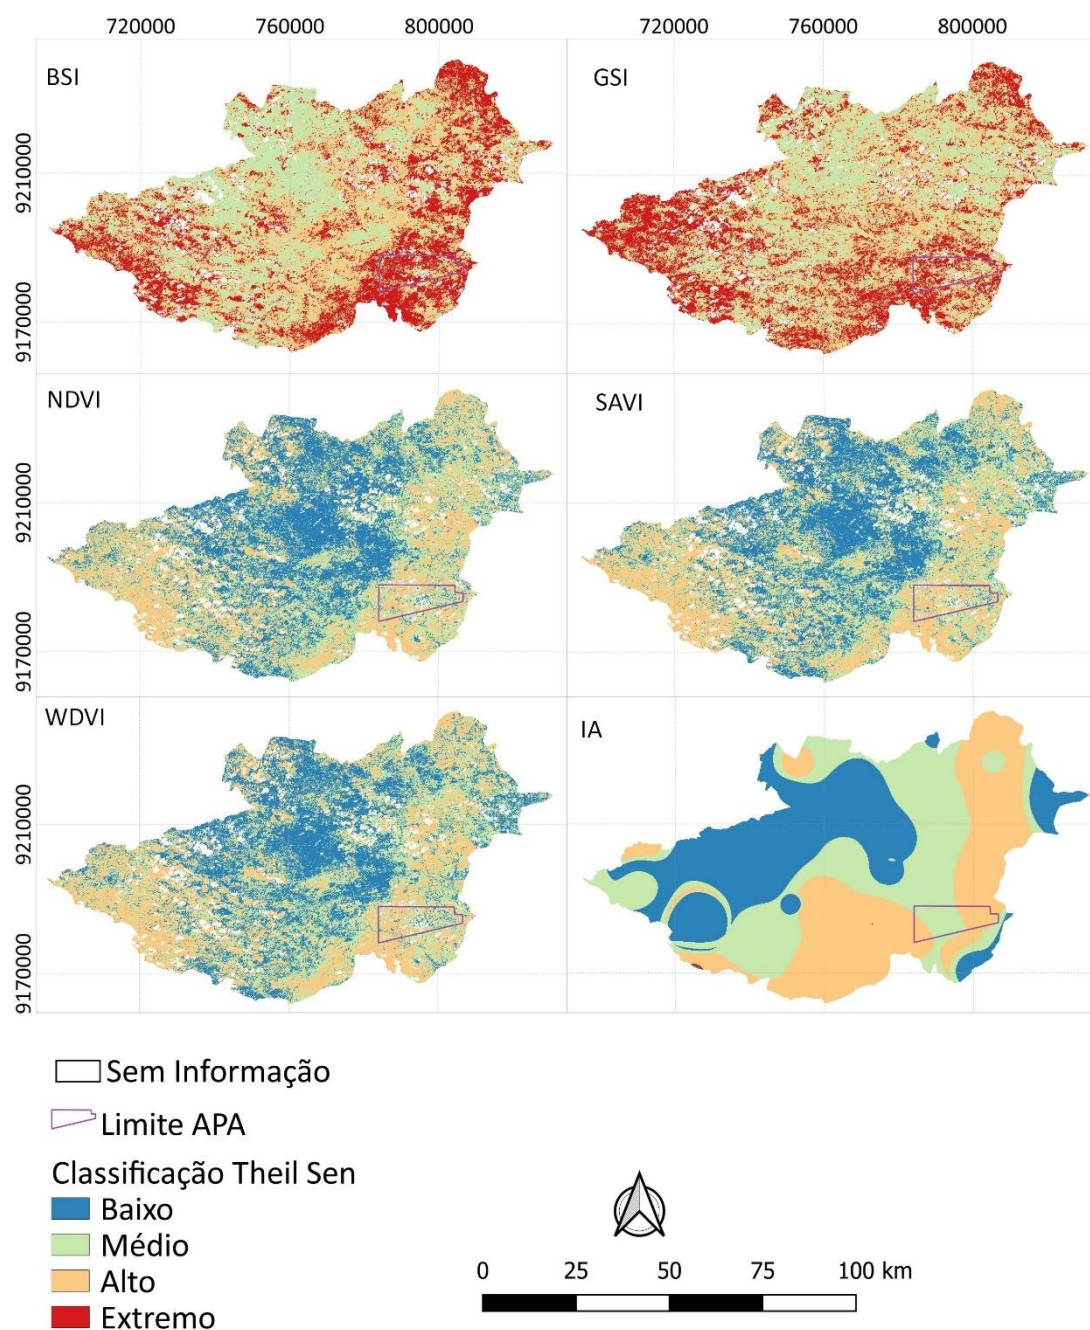 720000 760000 800000 720000 760000 800000
BSI GSI
9210000
9170000
NDVI SAVI
9210000
9170000
WDVI IA
9210000
9170000
Sem Informação
Limite APA
Classificação Theil Sen
Baixo
Médio
Alto
Extremo
0 25 50 75 100 km